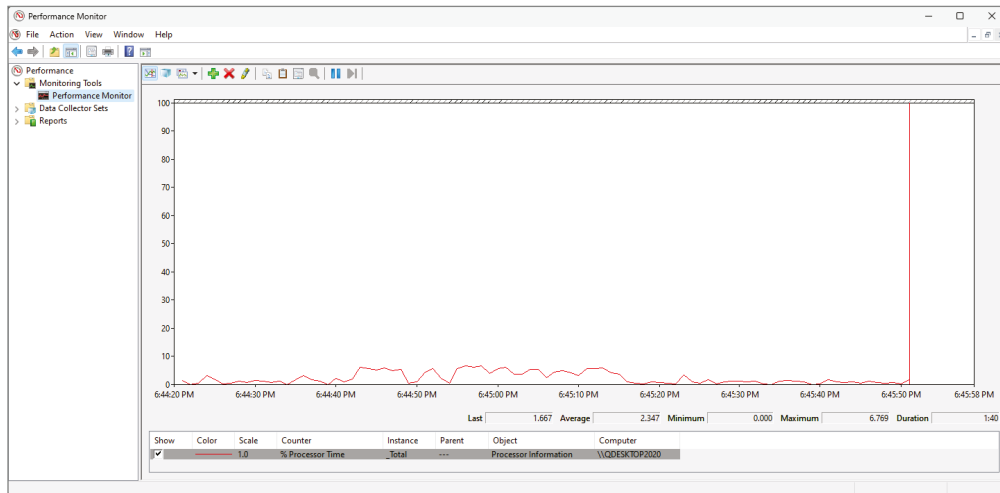 Performance Monitor
File Action View Window Help
Performance
Monitoring Tools
Performance Monitor
Data Collector Sets
Reports
100
90
80
70
60
50
40
30
20
10
0
6:44:20 PM 6:44:30 PM 6:44:40 PM 6:44:50 PM 6:45:00 PM 6:45:10 PM 6:45:20 PM 6:45:30 PM 6:45:40 PM 6:45:50 PM 6:45:58 PM
Last 1.667 Average 2.347 Minimum 0.000 Maximum 6.769 Duration 1:40
Show Color Scale Counter Instance Parent Object Computer
1.0 % Processor Time _Total --- Processor Information \\QDESKTOP2020